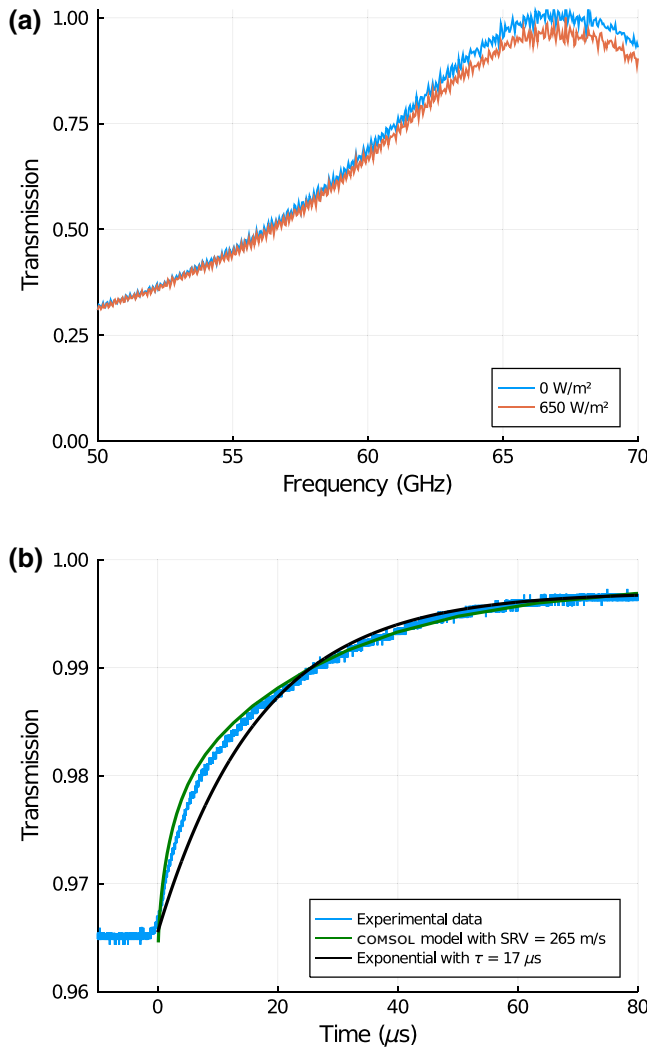 (a)
1.00
0.75
0.50
0.25
0.00
Transmission
50
55
60
65
70
Frequency (GHz)
0 W/m²
650 W/m²
(b)
1.00
0.99
0.98
0.97
0.96
Transmission
0
20
40
60
80
Time (μs)
Experimental data
COMSOL model with SRV = 265 m/s
Exponential with τ = 17 μs